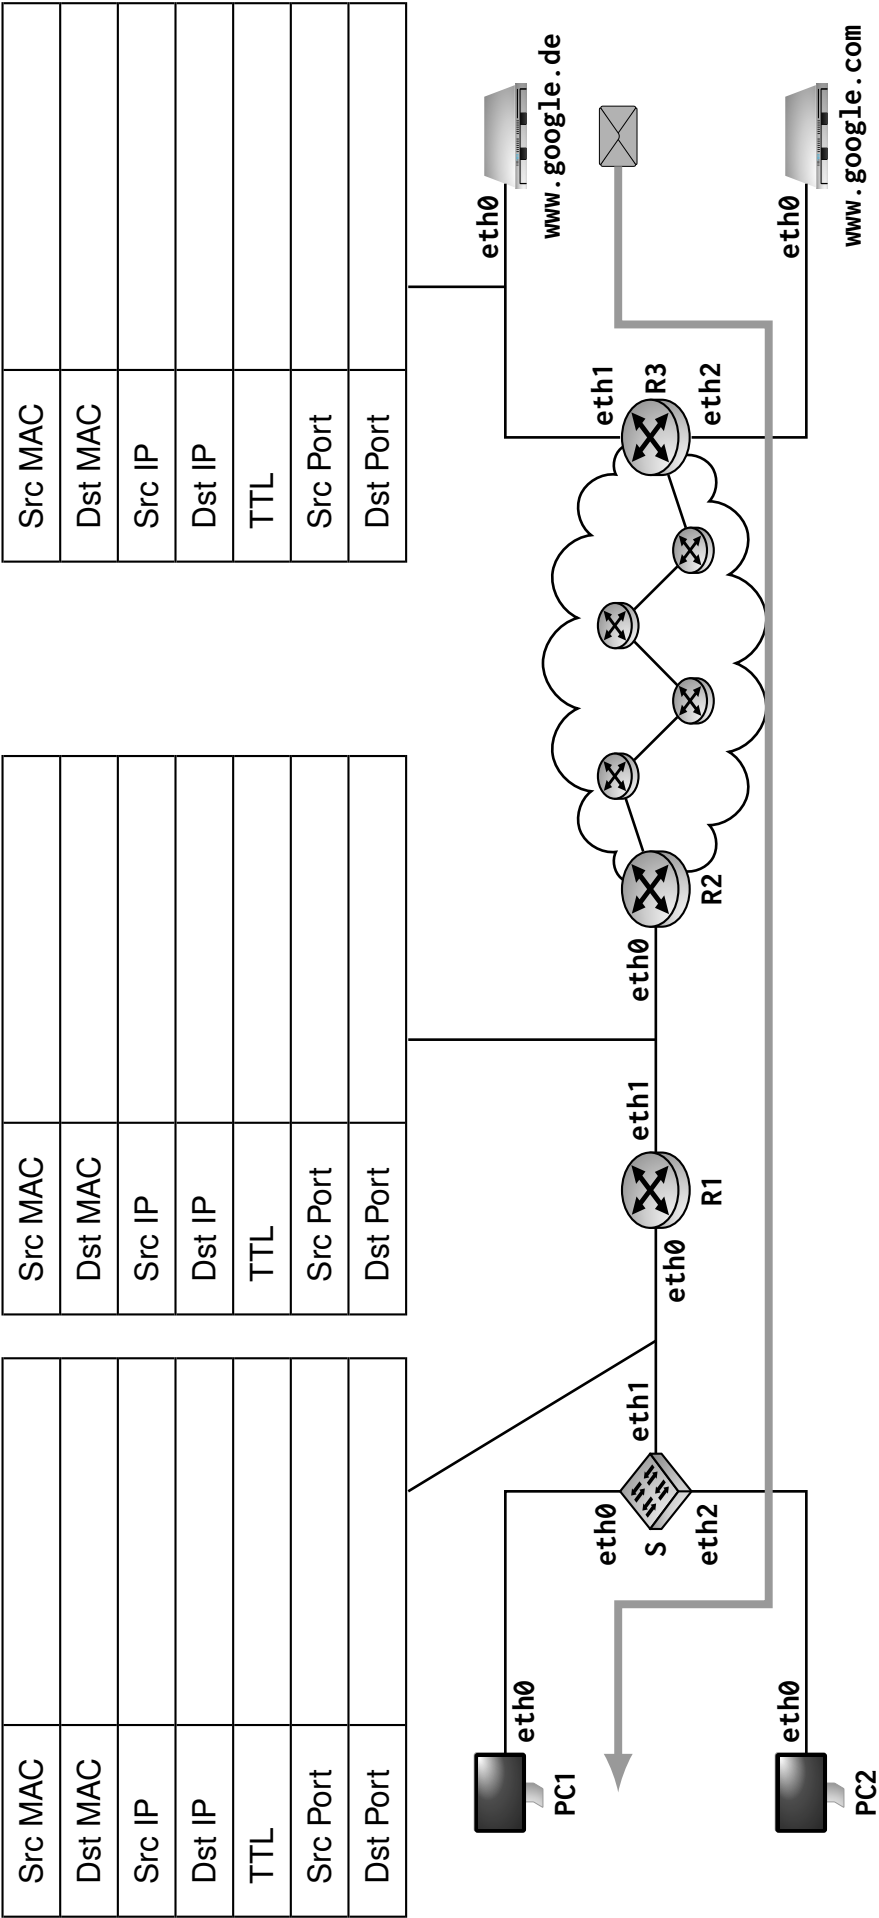 Src MAC
Dst MAC
Src IP
Dst IP
TTL
Src Port
Dst Port
Src MAC
Dst MAC
Src IP
Dst IP
TTL
Src Port
Dst Port
Src MAC
Dst MAC
Src IP
Dst IP
TTL
Src Port
Dst Port
PC1
eth0
eth0
S
eth1
eth2
eth0
PC2
eth0
R1
eth1
eth0
R2
eth1
R3
eth2
eth0
www.google.de
eth0
www.google.com